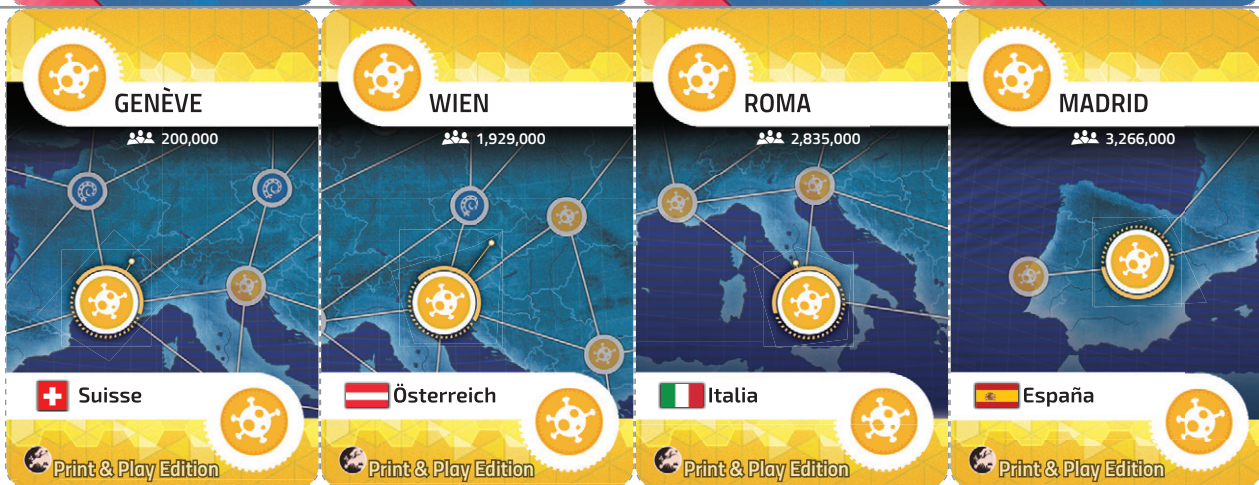 GENÈVE
200,000
Suisse
Print & Play Edition
WIEN
1,929,000
Österreich
Print & Play Edition
ROMA
2,835,000
Italia
Print & Play Edition
MADRID
3,266,000
España
Print & Play Edition